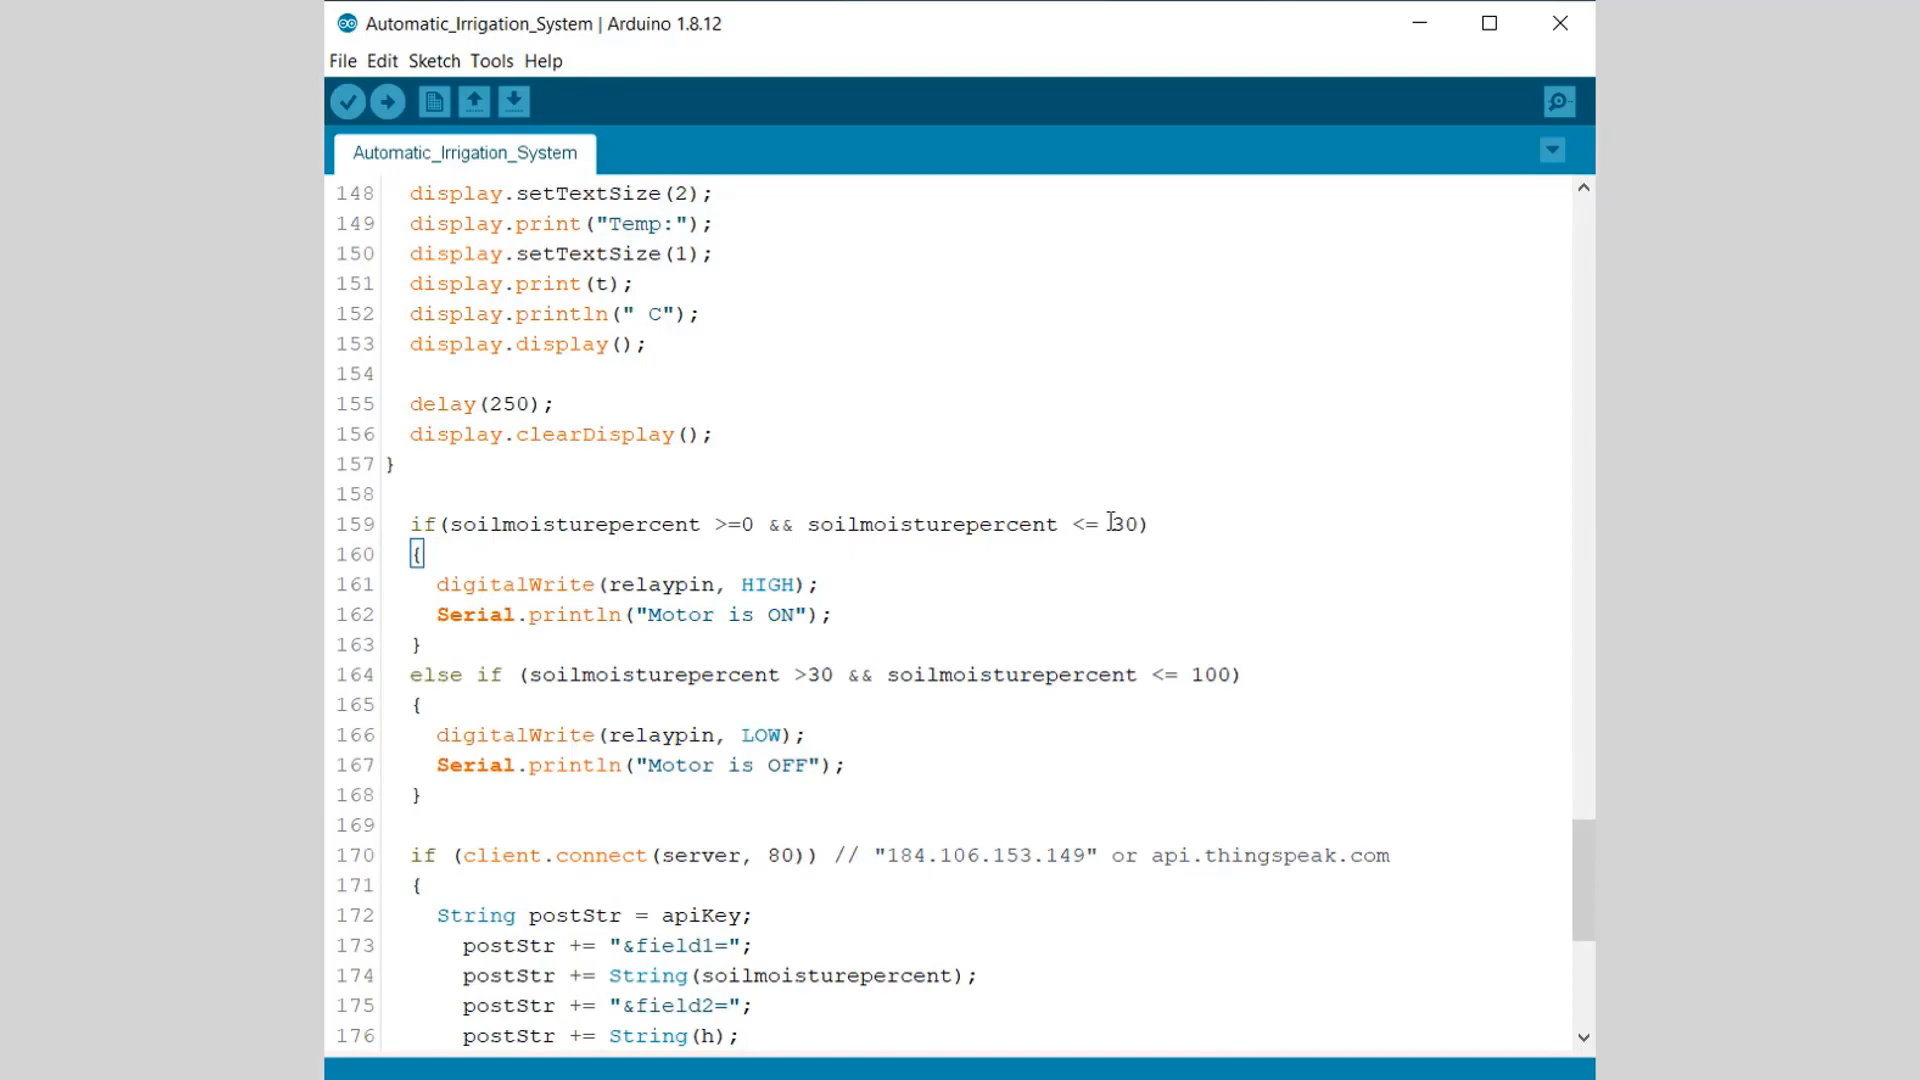 Automatic_Irrigation_System | Arduino 1.8.12
File Edit Sketch Tools Help
Automatic_Irrigation_System
148 display.setTextSize(2);
149 display.print("Temp:");
150 display.setTextSize(1);
151 display.print(t);
152 display.println(" C");
153 display.display();
154
155 delay(250);
156 display.clearDisplay();
157 }
158
159 if(soilmoisturepercent >=0 && soilmoisturepercent <= 30)
160 {
161 digitalWrite(relaypin, HIGH);
162 Serial.println("Motor is ON");
163 }
164 else if (soilmoisturepercent >30 && soilmoisturepercent <= 100)
165 {
166 digitalWrite(relaypin, LOW);
167 Serial.println("Motor is OFF");
168 }
169
170 if (client.connect(server, 80)) // "184.106.153.149" or api.thingspeak.com
171 {
172 String postStr = apiKey;
173 postStr += "&field1=";
174 postStr += String(soilmoisturepercent);
175 postStr += "&field2=";
176 postStr += String(h);